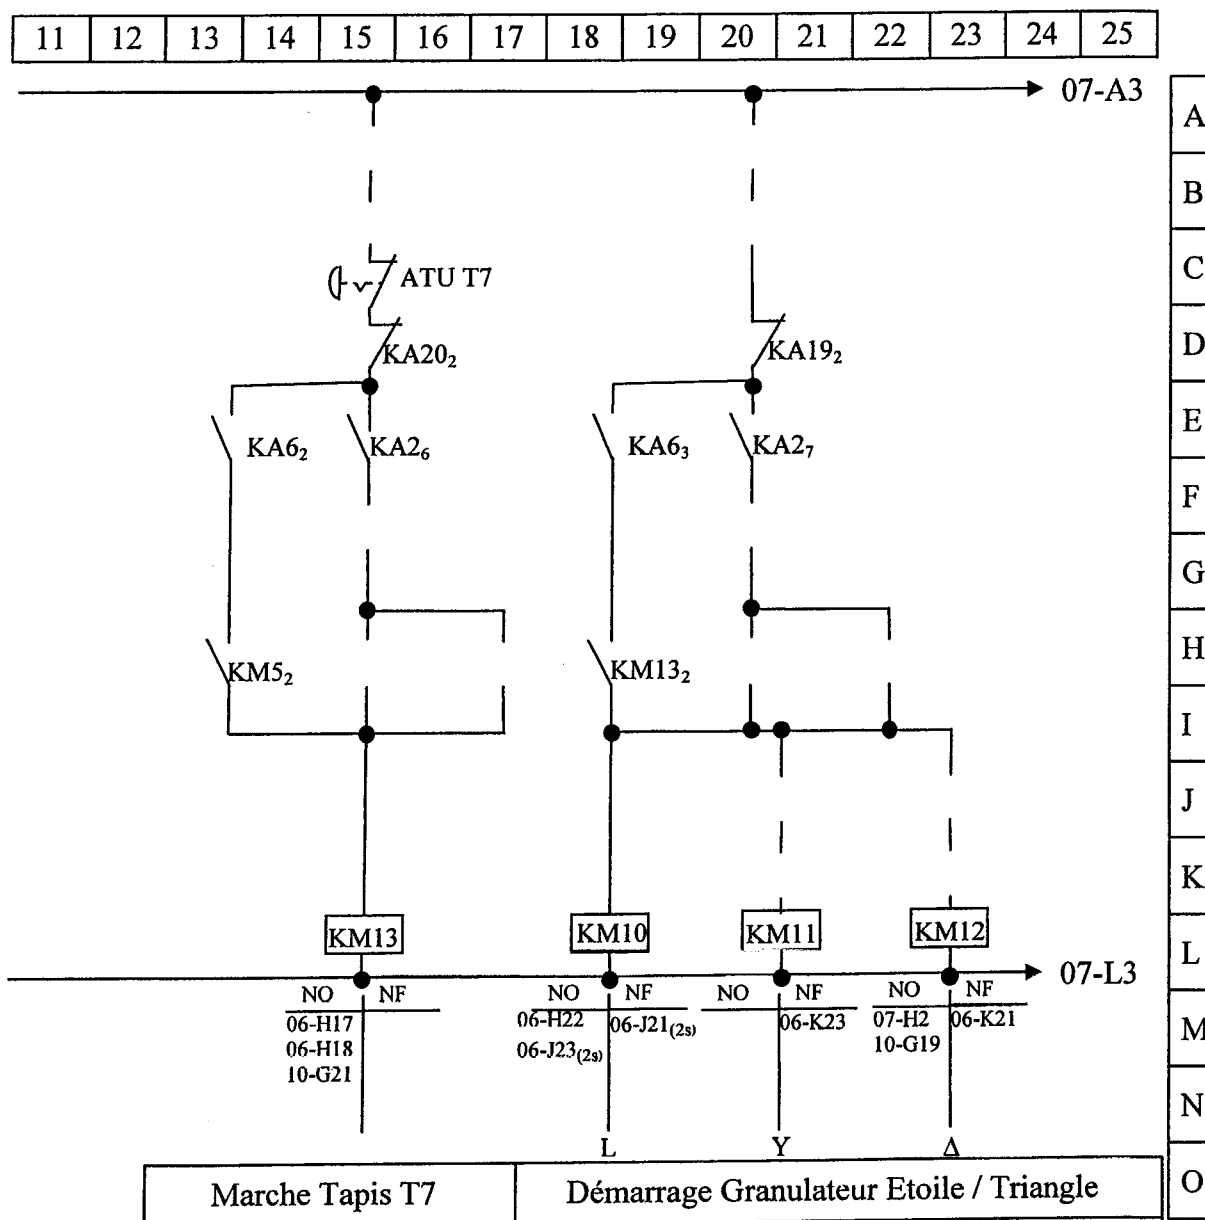 11 12 13 14 15 16 17 18 19 20 21 22 23 24 25
07-A3
A
B
C
D
E
F
G
H
I
J
K
L
M
N
O
ATU T7
KA20₂
KA19₂
KA6₂
KA2₆
KA6₃
KA2₇
KM5₂
KM13₂
KM13
KM10
KM11
KM12
07-L3
NO NF
NO NF
NO NF
NO NF
06-H17
06-H18
10-G21
06-H22
06-J23(2s)
06-J21(2s)
06-K23
07-H2
10-G19
06-K21
L
Y
Δ
Marche Tapis T7
Démarrage Granulateur Etoile / Triangle